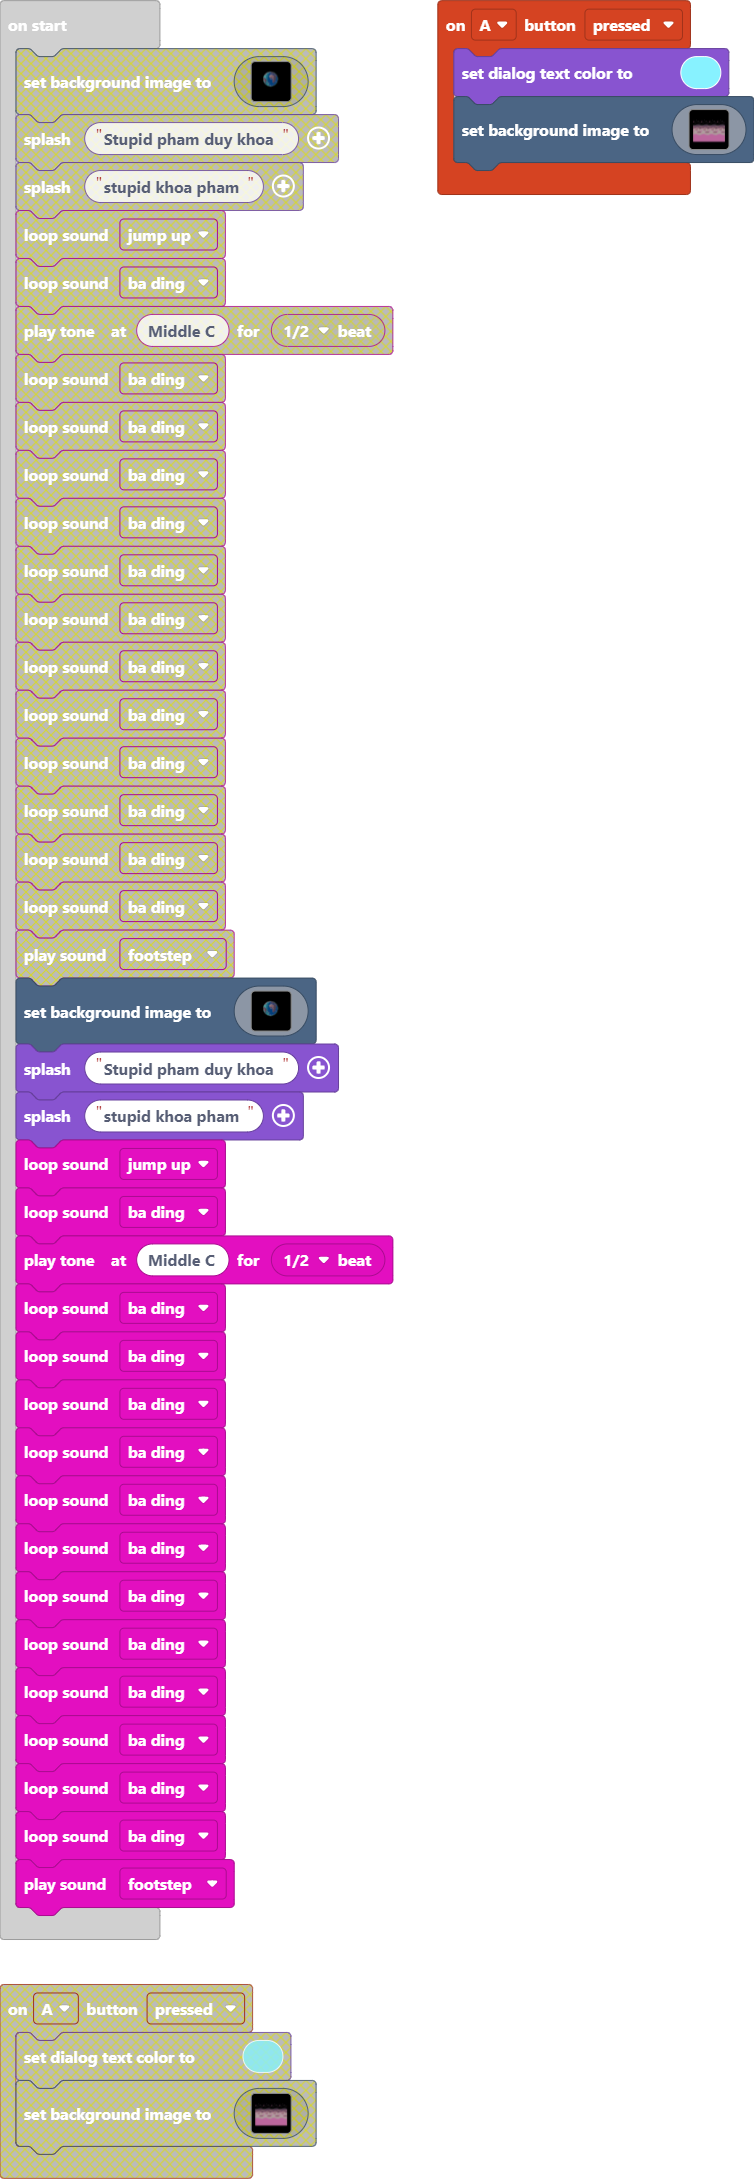 on start
set background image to
splash "Stupid pham duy khoa "
splash "stupid khoa pham "
loop sound jump up
loop sound ba ding
play tone at Middle C for 1/2 beat
loop sound ba ding
loop sound ba ding
loop sound ba ding
loop sound ba ding
loop sound ba ding
loop sound ba ding
loop sound ba ding
loop sound ba ding
loop sound ba ding
loop sound ba ding
loop sound ba ding
loop sound ba ding
play sound footstep
set background image to
splash "Stupid pham duy khoa "
splash "stupid khoa pham "
loop sound jump up
loop sound ba ding
play tone at Middle C for 1/2 beat
loop sound ba ding
loop sound ba ding
loop sound ba ding
loop sound ba ding
loop sound ba ding
loop sound ba ding
loop sound ba ding
loop sound ba ding
loop sound ba ding
loop sound ba ding
loop sound ba ding
loop sound ba ding
play sound footstep
on A button pressed
set dialog text color to
set background image to
on A button pressed
set dialog text color to
set background image to